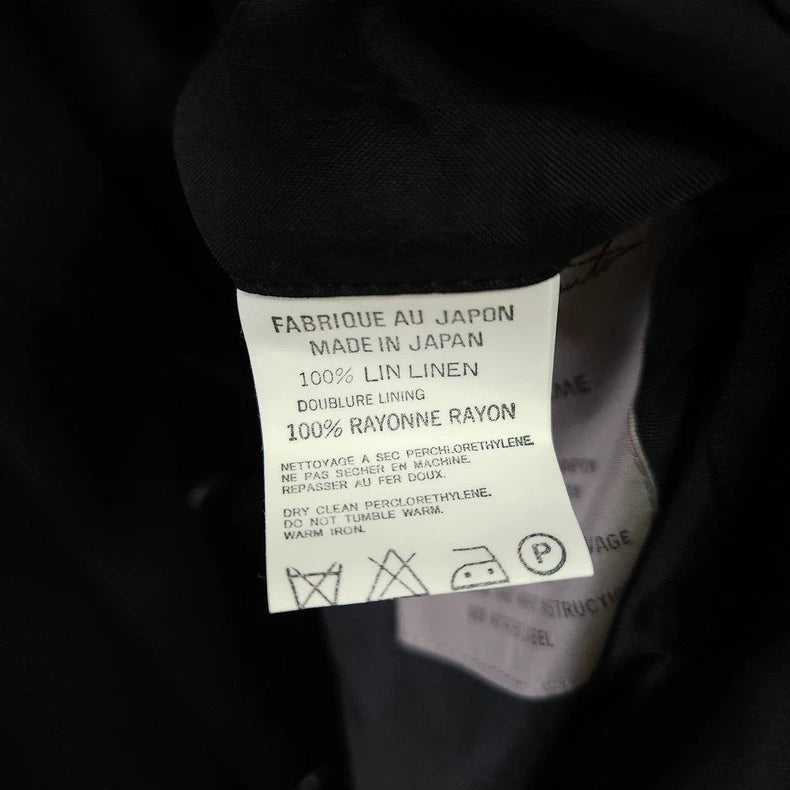 FABRIQUE AU JAPON
MADE IN JAPAN
100% LIN LINEN
DOUBLURE LINING
100% RAYONNE RAYON
NETTOYAGE A SEC PERCHLORETHYLENE.
NE PAS SECHER EN MACHINE.
REPASSER AU FER DOUX.
DRY CLEAN PERCLORETHYLENE.
DO NOT TUMBLE WARM.
WARM IRON.
P